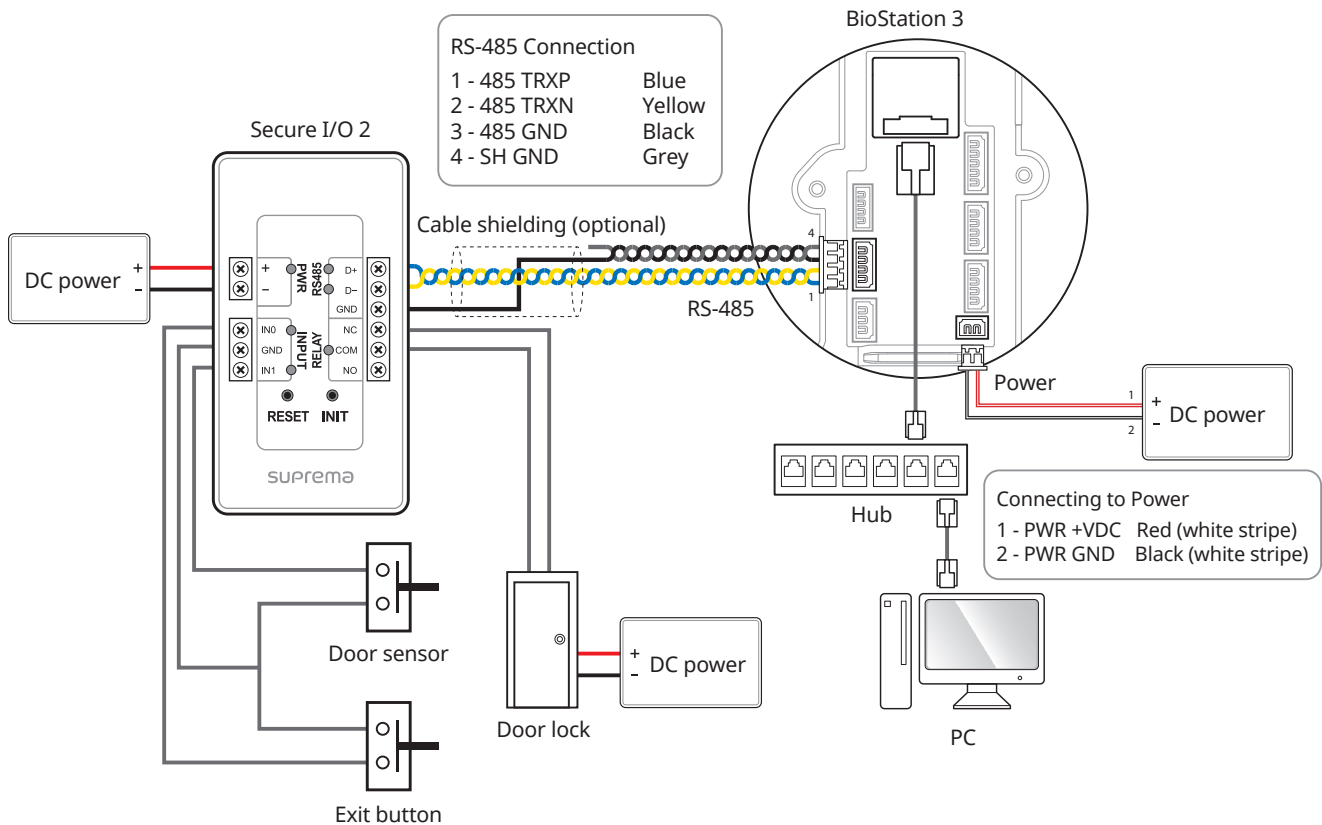 BioStation 3
RS-485 Connection
1 - 485 TRXP Blue
2 - 485 TRXN Yellow
3 - 485 GND Black
4 - SH GND Grey
Secure I/O 2
Cable shielding (optional)
4
1
RS-485
DC power
+
-
+
-
PWR
RS485
D+
D-
GND
IN0
GND
IN1
INPUT
RELAY
NC
COM
NO
RESET INIT
suprema
Power
1
2
+
-
DC power
Hub
Connecting to Power
1 - PWR +VDC Red (white stripe)
2 - PWR GND Black (white stripe)
Door sensor
Door lock
+
-
DC power
PC
Exit button